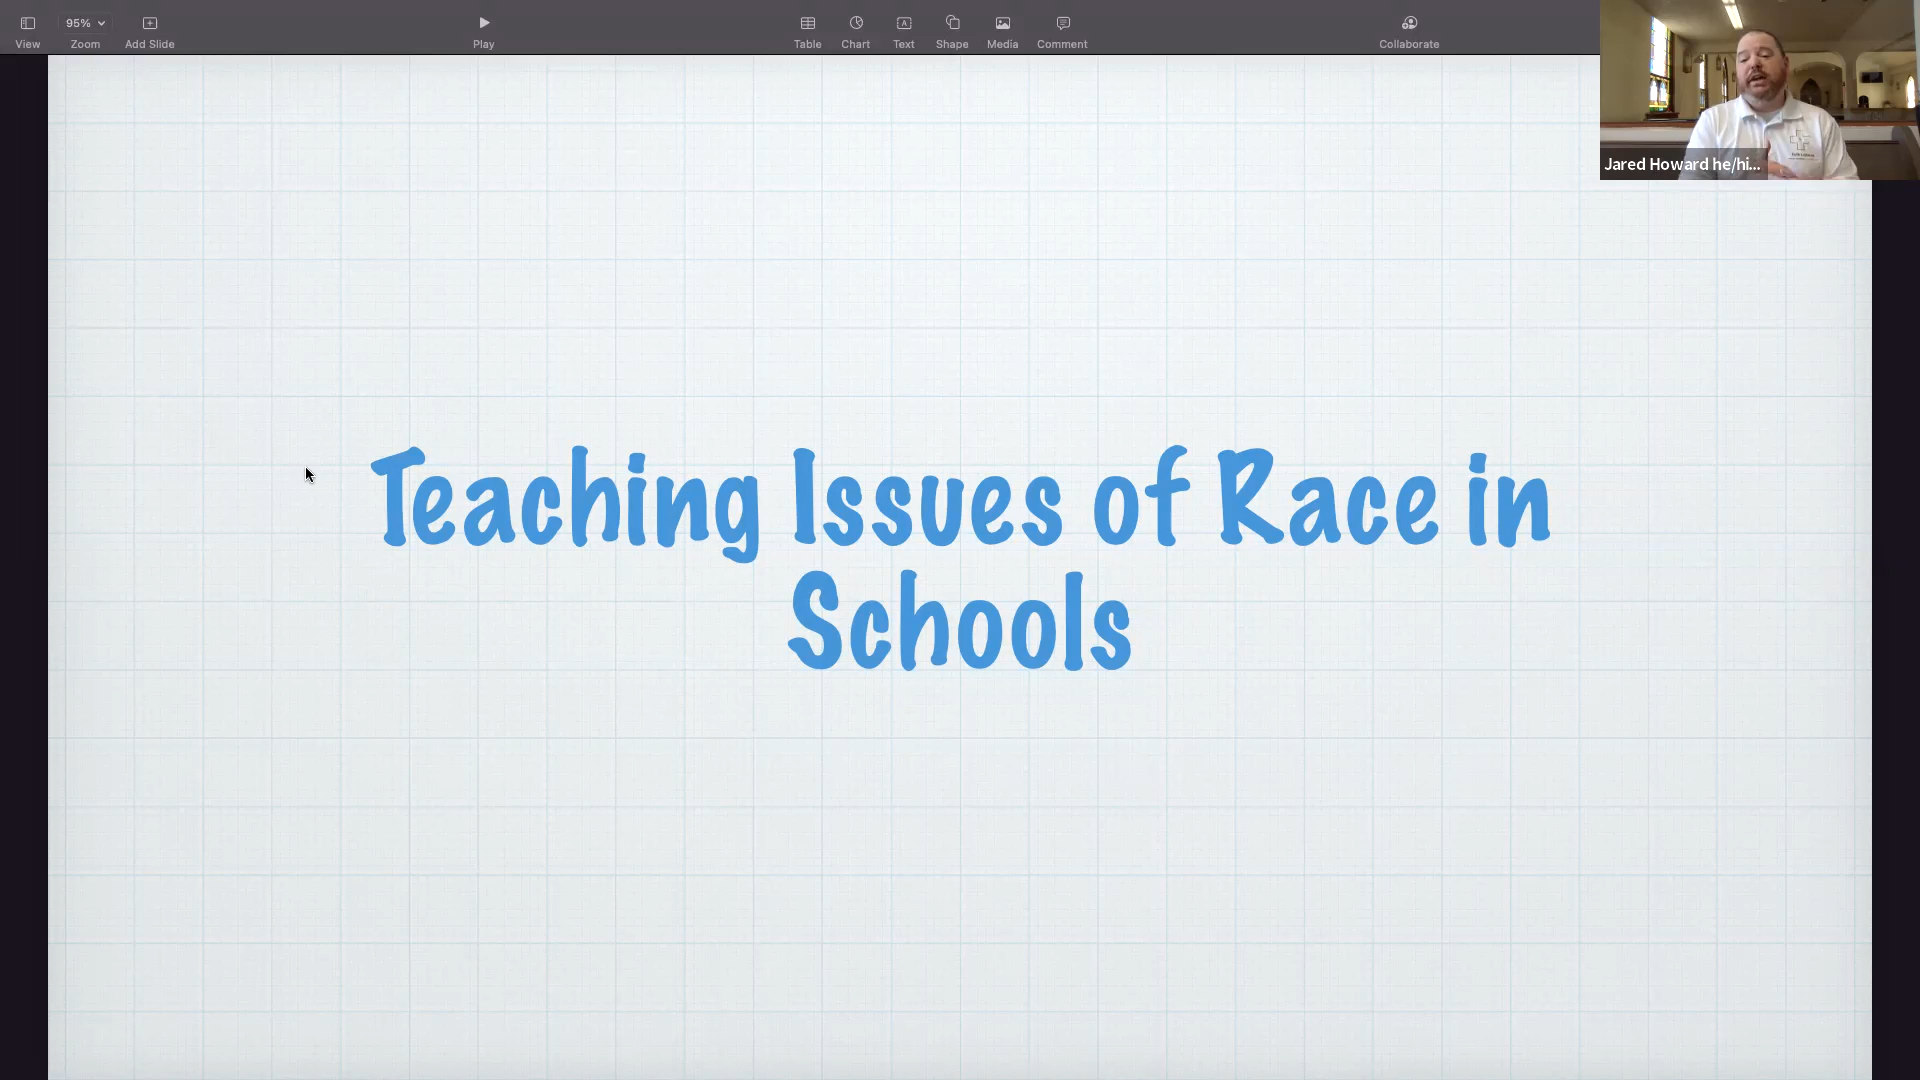 95%
View
Zoom
Add Slide
Play
Table
Chart
Text
Shape
Media
Comment
Collaborate
Jared Howard he/hi...
Teaching Issues of Race in
Schools